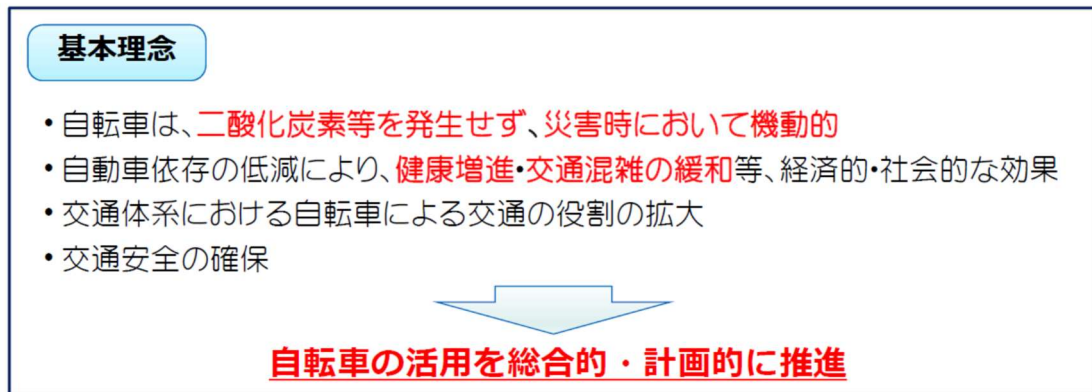 基本理念
・自転車は、二酸化炭素等を発生せず、災害時において機動的
・自動車依存の低減により、健康増進・交通混雑の緩和等、経済的・社会的な効果
・交通体系における自転車による交通の役割の拡大
・交通安全の確保
自転車の活用を総合的・計画的に推進